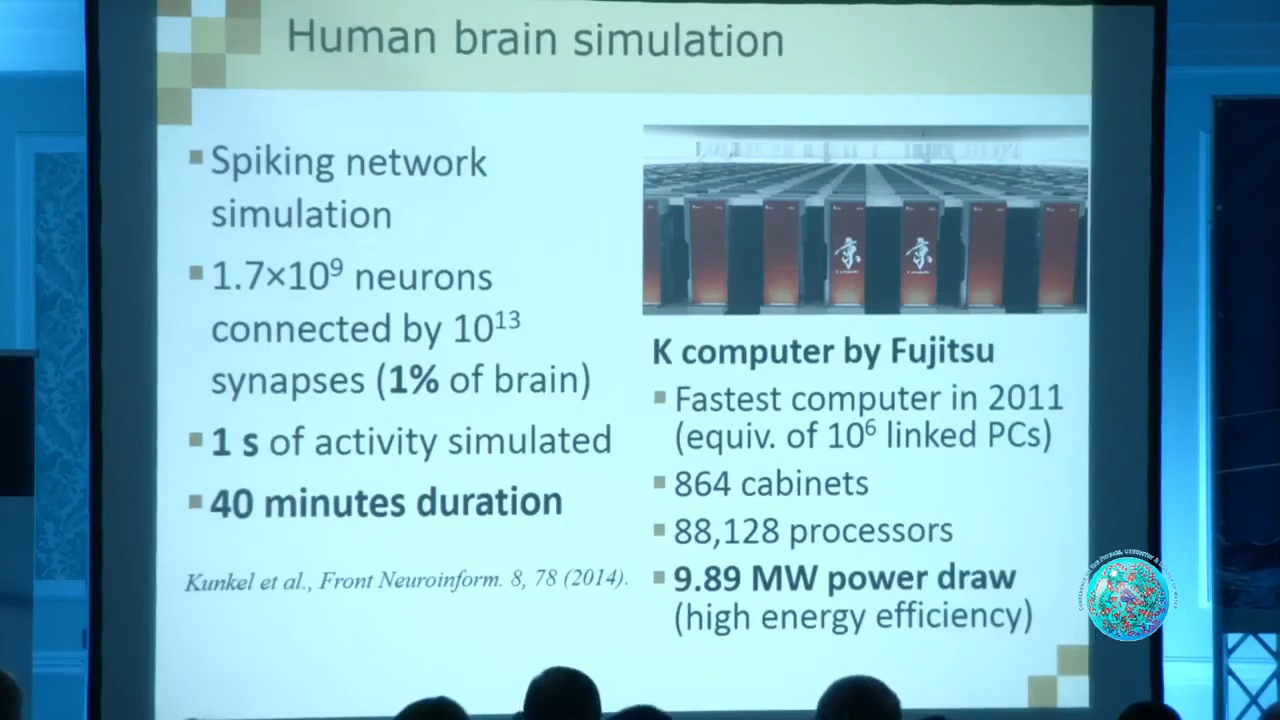 Human brain simulation
Spiking network
simulation
1.7×10⁹ neurons
connected by 10¹³
synapses (1% of brain)
1 s of activity simulated
40 minutes duration
Kunkel et al., Front Neuroinform. 8, 78 (2014).
京
京
K computer by Fujitsu
Fastest computer in 2011
(equiv. of 10⁶ linked PCs)
864 cabinets
88,128 processors
9.89 MW power draw
(high energy efficiency)